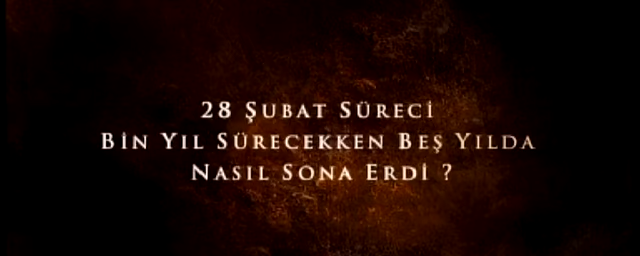 28 Şubat Süreci
Bin Yıl Sürecekken Beş Yılda
Nasıl Sona Erdi ?